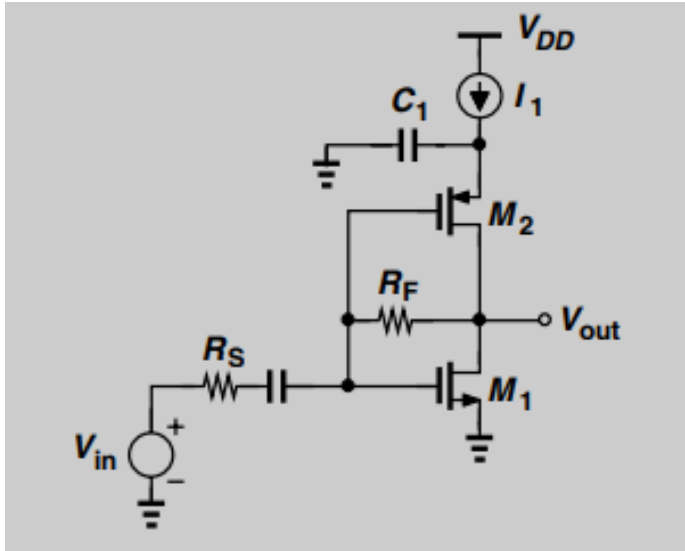 V_DD
C_1
I_1
M_2
R_F
V_out
R_S
M_1
V_in
+
−